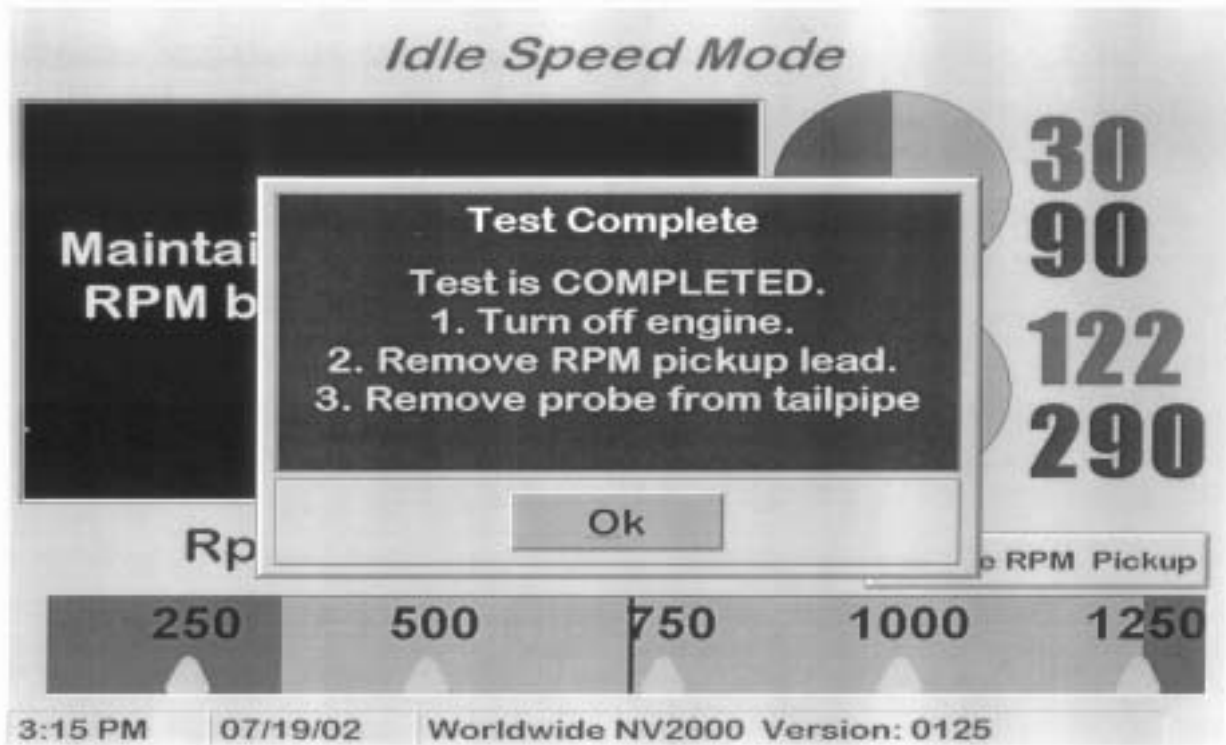 Idle Speed Mode
30
90
Maintai
RPM b
Test Complete
Test is COMPLETED.
1. Turn off engine.
2. Remove RPM pickup lead.
3. Remove probe from tailpipe
122
290
Ok
Rp
e RPM Pickup
250 500 750 1000 1250
3:15 PM 07/19/02 Worldwide NV2000 Version: 0125